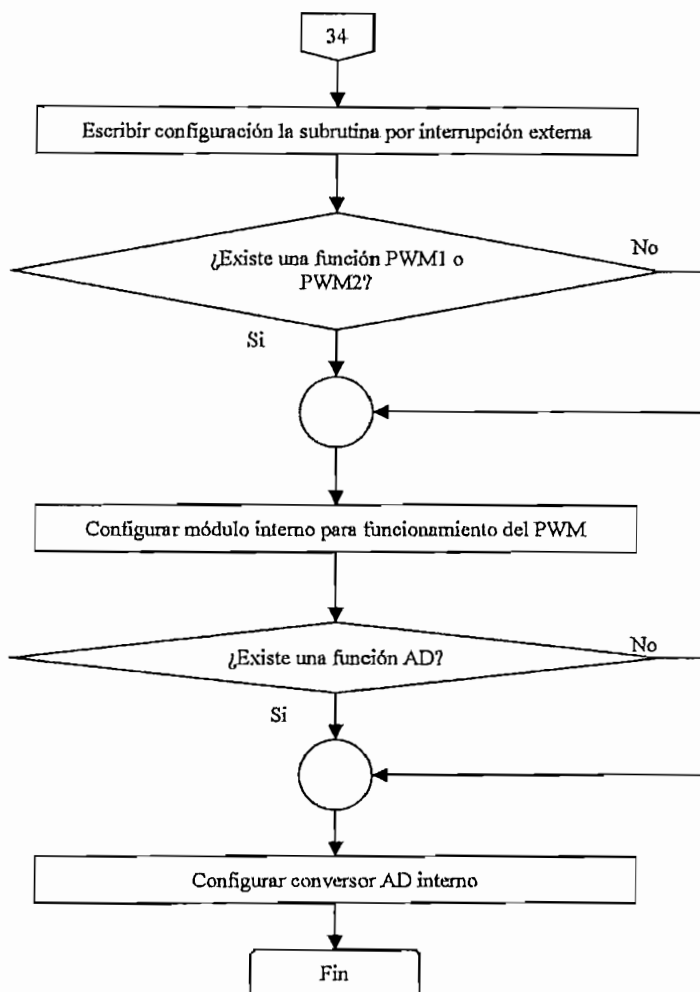 34
Escribir configuración la subrutina por interrupción externa
¿Existe una función PWM1 o
PWM2?
No
Si
Configurar módulo interno para funcionamiento del PWM
¿Existe una función AD?
No
Si
Configurar conversor AD interno
Fin